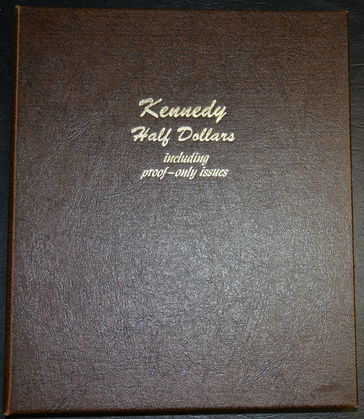 Kennedy
Half Dollars
including
proof-only issues